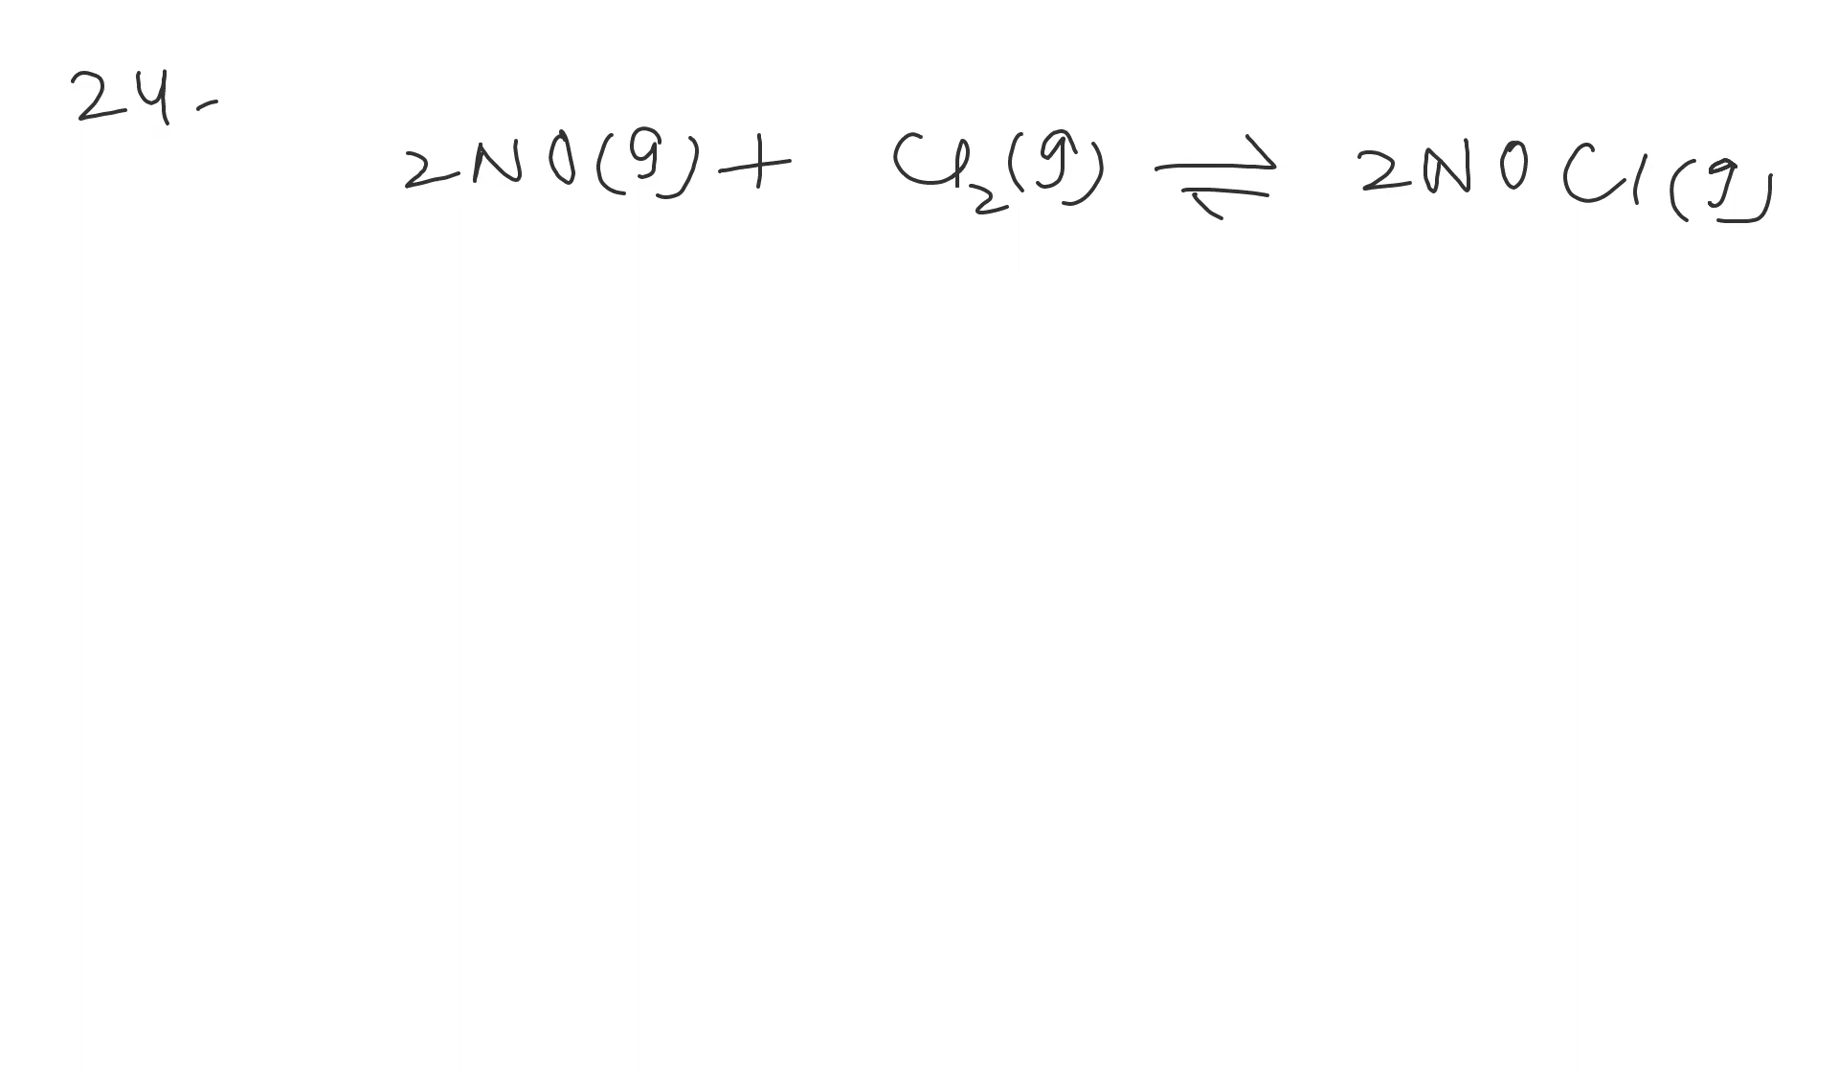 24-
2NO(g) + Cl₂(g) ⇌ 2NOCl(g)